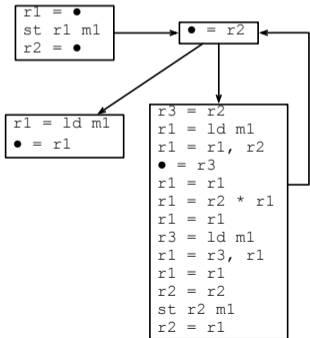 r1 = ●
st r1 m1
r2 = ●
● = r2
r1 = ld m1
● = r1
r3 = r2
r1 = ld m1
r1 = r1, r2
● = r3
r1 = r1
r1 = r2 * r1
r1 = r1
r3 = ld m1
r1 = r3, r1
r1 = r1
r2 = r2
st r2 m1
r2 = r1